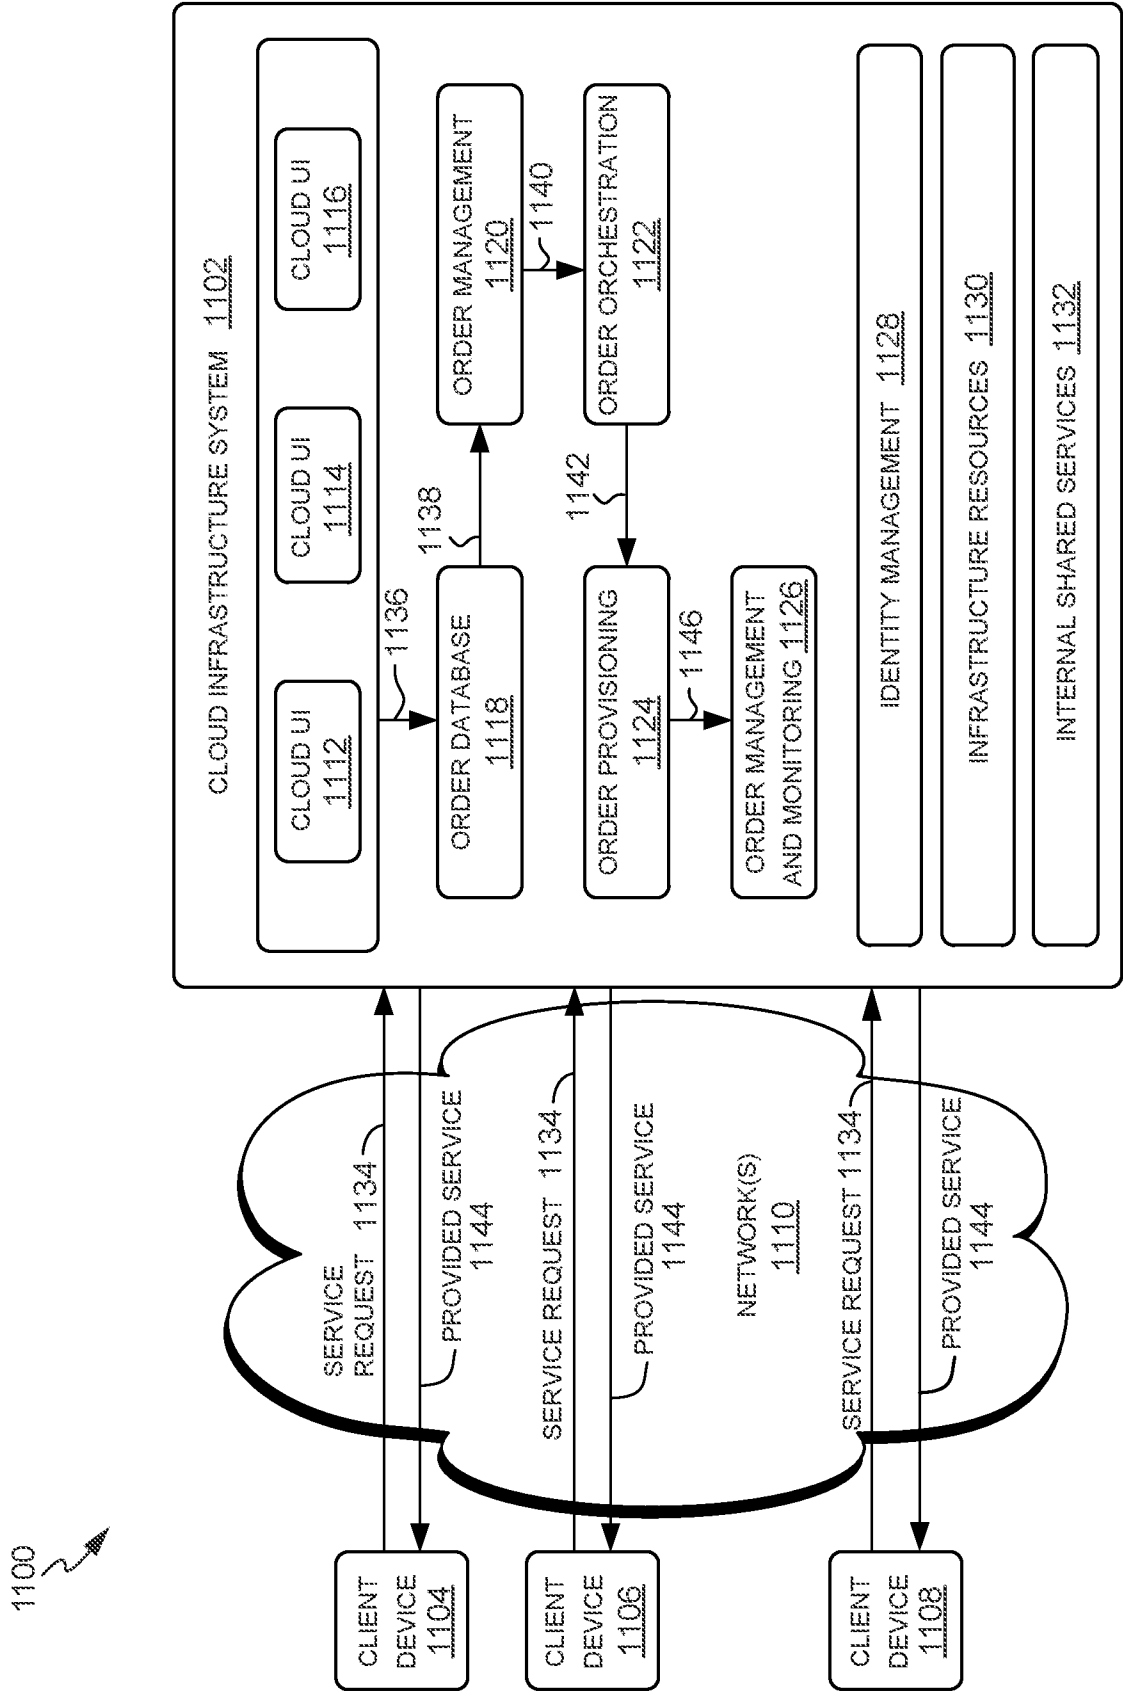 1100
CLIENT
DEVICE
1104
CLIENT
DEVICE
1106
CLIENT
DEVICE
1108
SERVICE
REQUEST 1134
PROVIDED SERVICE
1144
SERVICE REQUEST 1134
PROVIDED SERVICE
1144
NETWORK(S)
1110
SERVICE REQUEST 1134
PROVIDED SERVICE
1144
CLOUD INFRASTRUCTURE SYSTEM 1102
CLOUD UI
1112
CLOUD UI
1114
CLOUD UI
1116
1136
ORDER DATABASE
1118
1138
ORDER MANAGEMENT
1120
1140
ORDER PROVISIONING
1124
1142
ORDER ORCHESTRATION
1122
1146
ORDER MANAGEMENT
AND MONITORING 1126
IDENTITY MANAGEMENT 1128
INFRASTRUCTURE RESOURCES 1130
INTERNAL SHARED SERVICES 1132